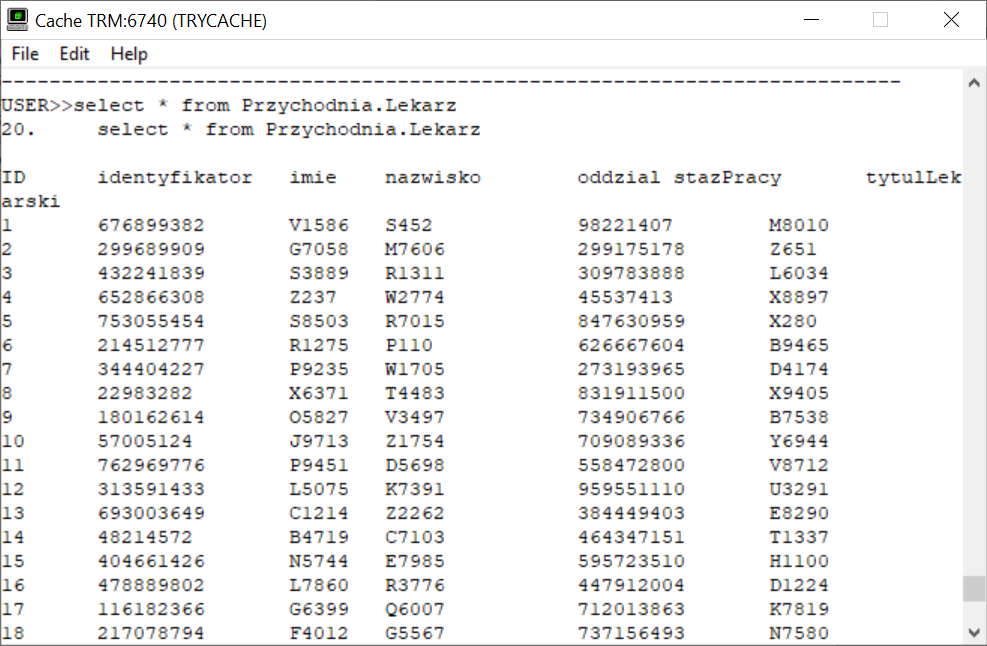 Cache TRM:6740 (TRYCACHE)
File Edit Help
---------------------------------------------------------------------------
USER>>select * from Przychodnia.Lekarz
20.     select * from Przychodnia.Lekarz
ID      identyfikator   imie    nazwisko        oddzial stazPracy       tytulLek
arski
1       676899382       V1586   S452            98221407        M8010
2       299689909       G7058   M7606           299175178       Z651
3       432241839       S3889   R1311           309783888       L6034
4       652866308       Z237    W2774           45537413        X8897
5       753055454       S8503   R7015           847630959       X280
6       214512777       R1275   P110            626667604       B9465
7       344404227       P9235   W1705           273193965       D4174
8       22983282        X6371   T4483           831911500       X9405
9       180162614       O5827   V3497           734906766       B7538
10      57005124        J9713   Z1754           709089336       Y6944
11      762969776       P9451   D5698           558472800       V8712
12      313591433       L5075   K7391           959551110       U3291
13      693003649       C1214   Z2262           384449403       E8290
14      48214572        B4719   C7103           464347151       T1337
15      404661426       N5744   E7985           595723510       H1100
16      478889802       L7860   R3776           447912004       D1224
17      116182366       G6399   Q6007           712013863       K7819
18      217078794       F4012   G5567           737156493       N7580